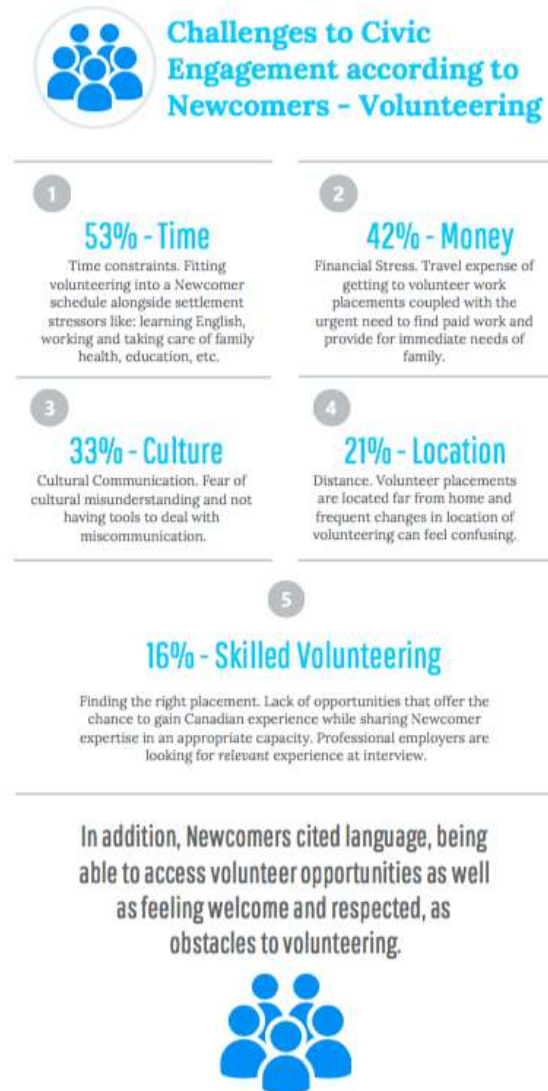 Challenges to Civic
Engagement according to
Newcomers - Volunteering
1
53% - Time
Time constraints. Fitting
volunteering into a Newcomer
schedule alongside settlement
stressors like: learning English,
working and taking care of family
health, education, etc.
2
42% - Money
Financial Stress. Travel expense of
getting to volunteer work
placements coupled with the
urgent need to find paid work and
provide for immediate needs of
family.
3
33% - Culture
Cultural Communication. Fear of
cultural misunderstanding and not
having tools to deal with
miscommunication.
4
21% - Location
Distance. Volunteer placements
are located far from home and
frequent changes in location of
volunteering can feel confusing.
5
16% - Skilled Volunteering
Finding the right placement. Lack of opportunities that offer the
chance to gain Canadian experience while sharing Newcomer
expertise in an appropriate capacity. Professional employers are
looking for relevant experience at interview.
In addition, Newcomers cited language, being
able to access volunteer opportunities as well
as feeling welcome and respected, as
obstacles to volunteering.